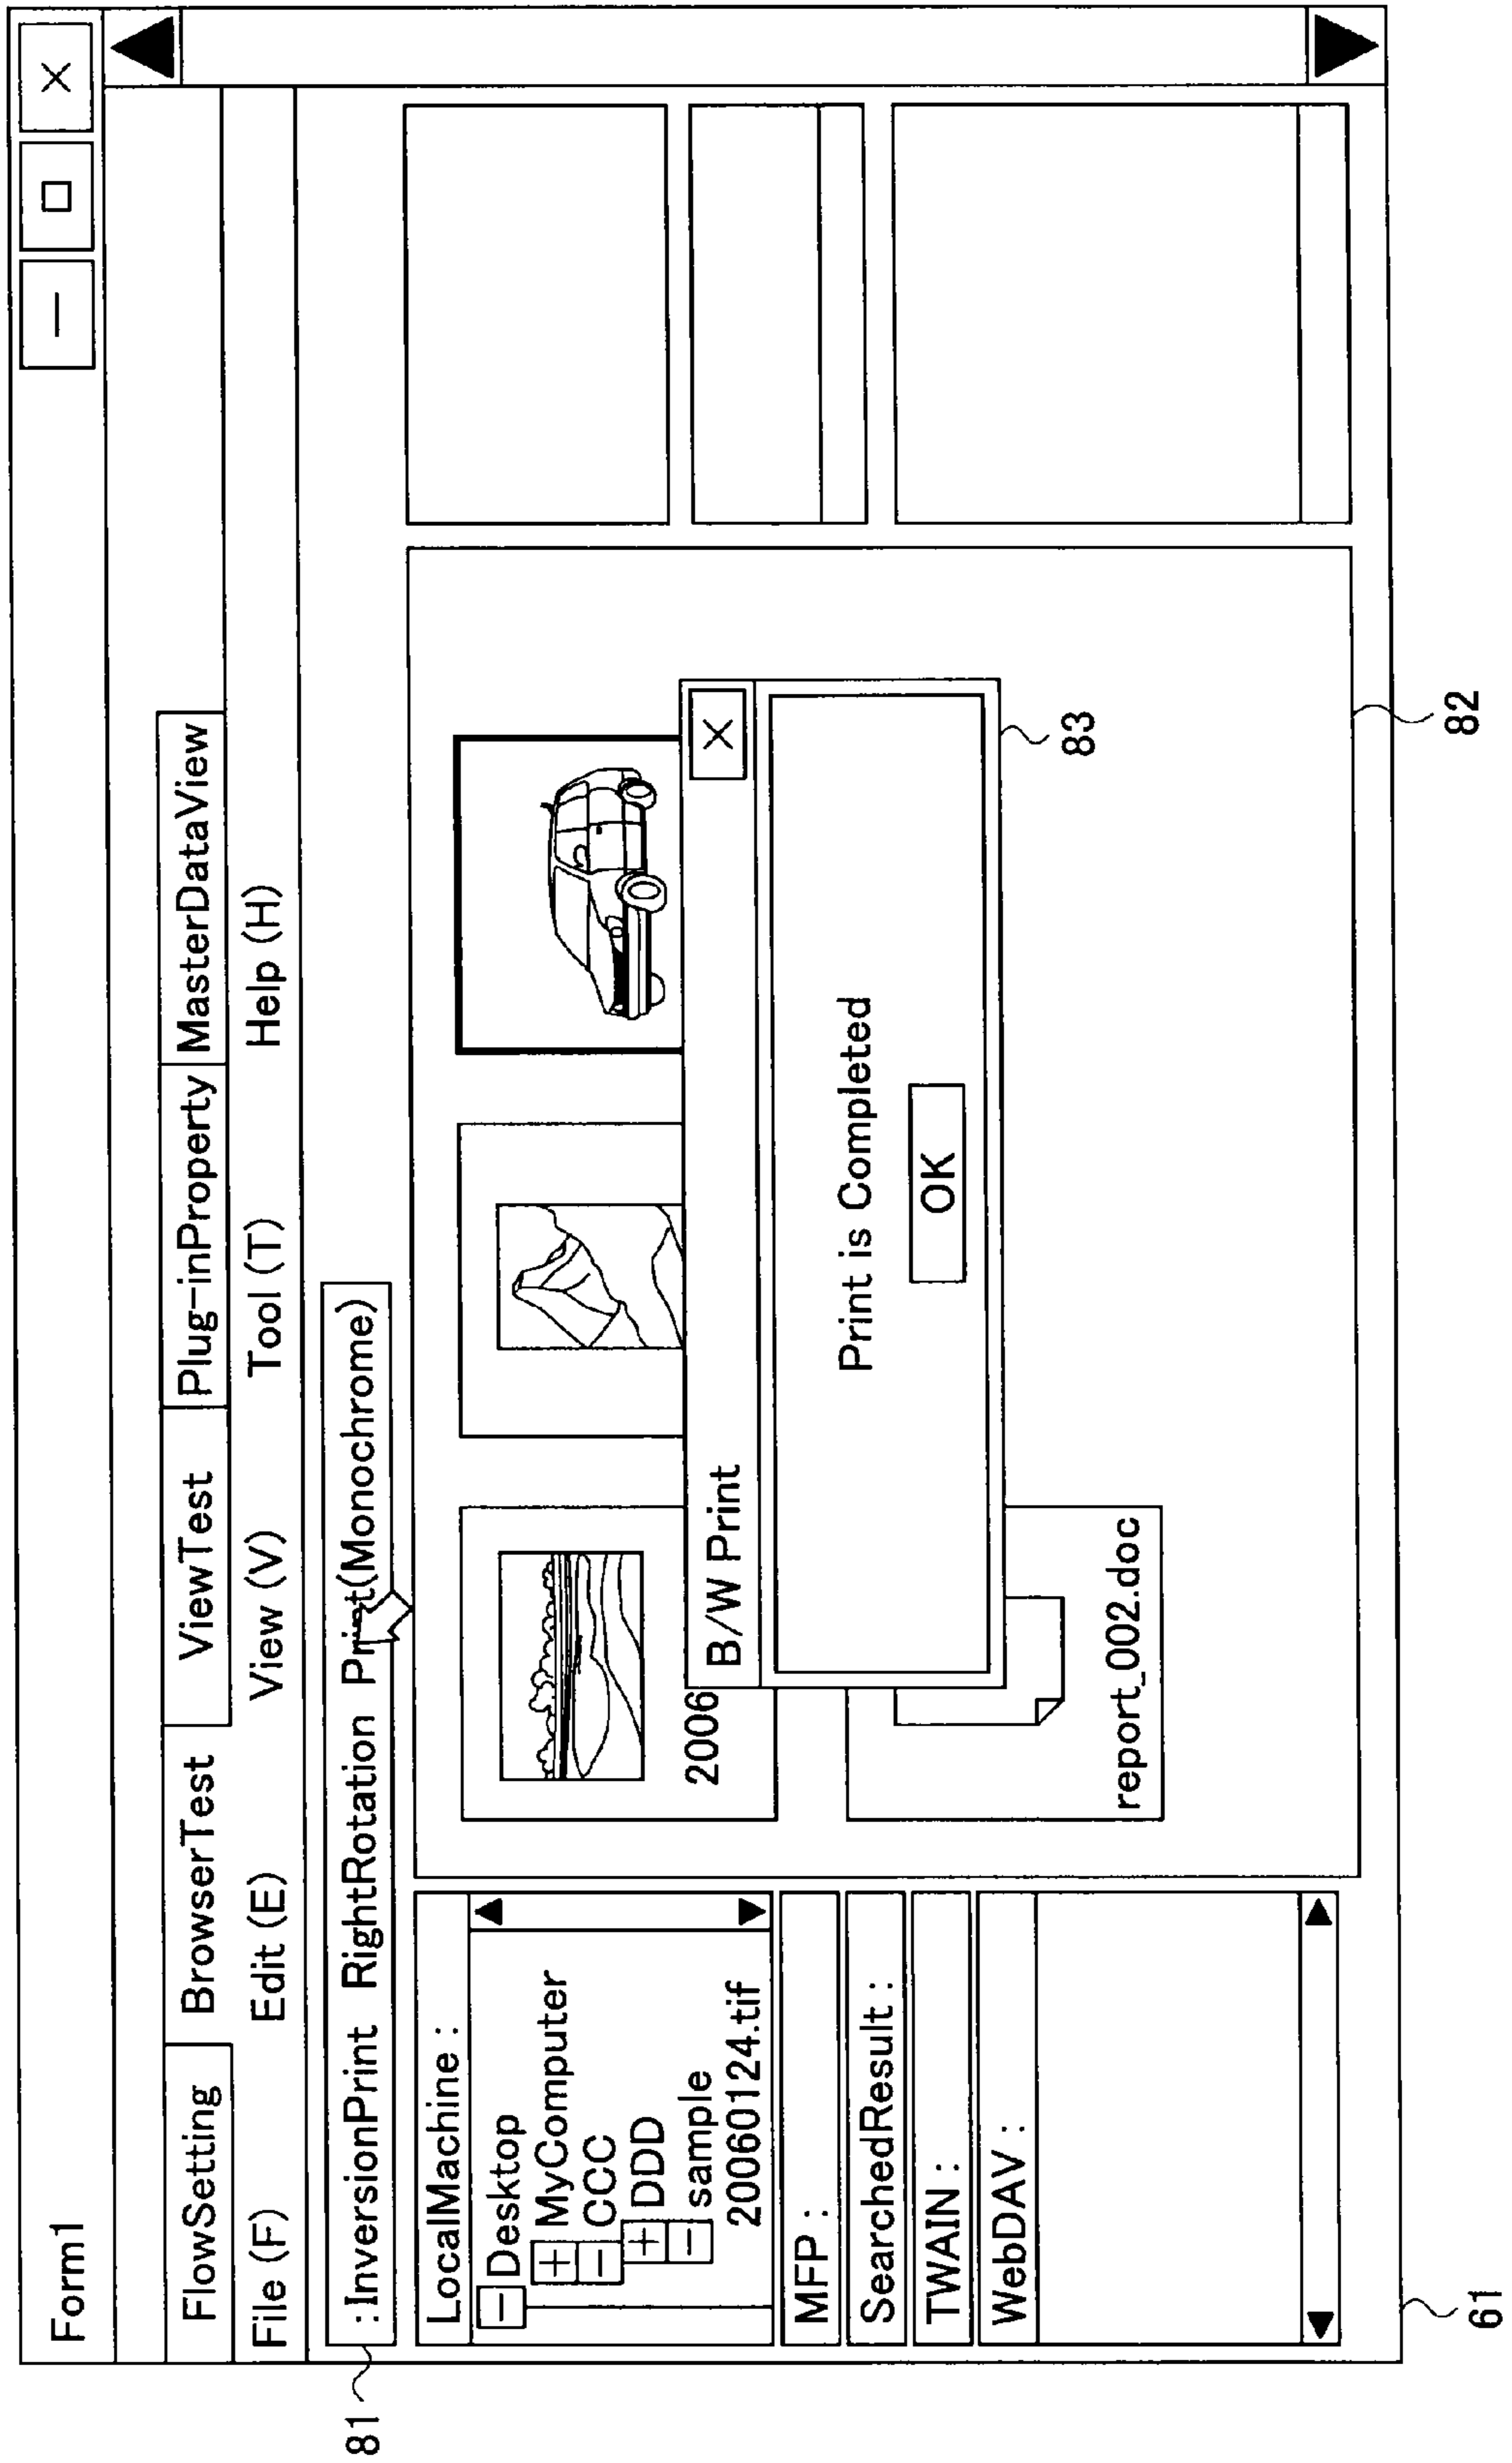 Form1
FlowSetting BrowserTest ViewTest Plug-inProperty MasterDataView
File (F) Edit (E) View (V) Tool (T) Help (H)
:InversionPrint RightRotation Print(Monochrome)
81
LocalMachine :
Desktop
MyComputer
CCC
DDD
sample
20060124.tif
MFP :
SearchedResult :
TWAIN :
WebDAV :
2006
B/W Print
Print is Completed
OK
83
report_002.doc
82
61